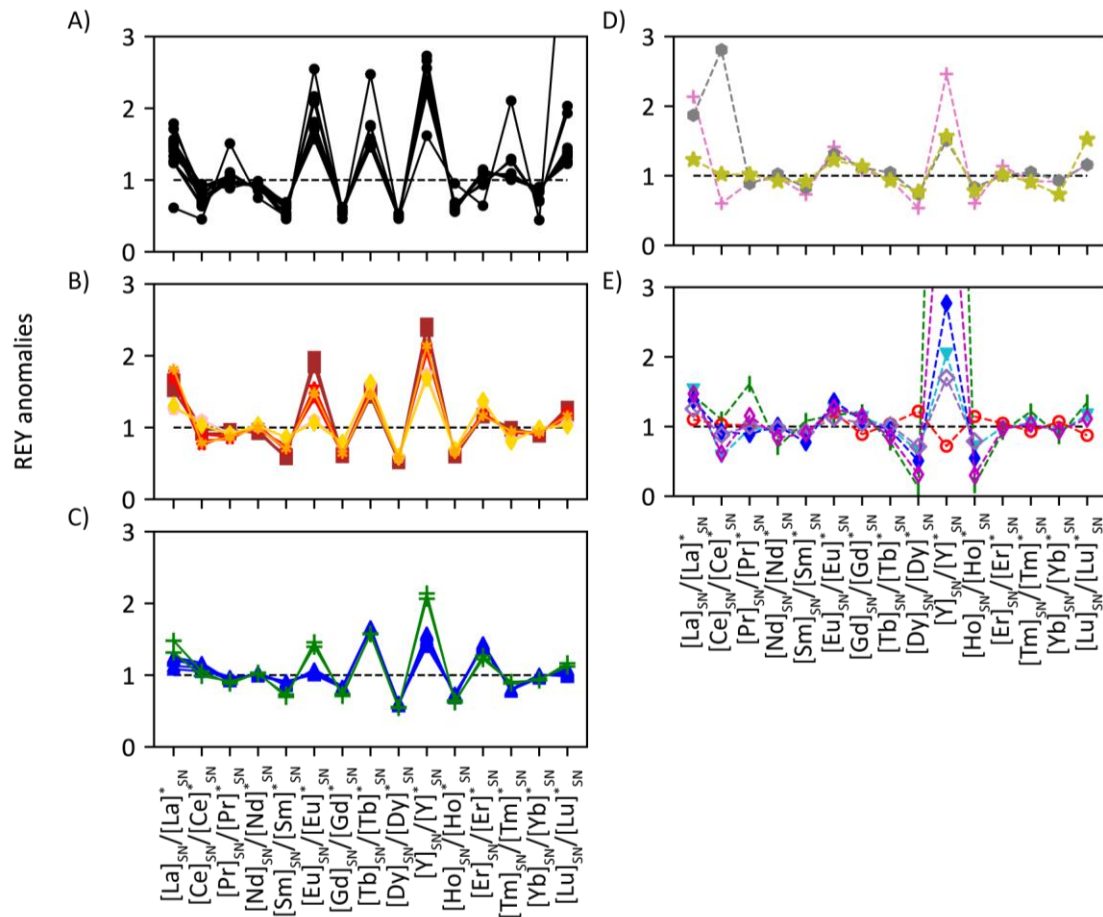 A)
3
2
1
0
B)
3
2
1
0
C)
3
2
1
0
REY anomalies
[La]SN/[La]*SN
[Ce]SN/[Ce]*SN
[Pr]SN/[Pr]*SN
[Nd]SN/[Nd]*SN
[Sm]SN/[Sm]*SN
[Eu]SN/[Eu]*SN
[Gd]SN/[Gd]*SN
[Tb]SN/[Tb]*SN
[Dy]SN/[Dy]*SN
[Y]SN/[Y]*SN
[Ho]SN/[Ho]*SN
[Er]SN/[Er]*SN
[Tm]SN/[Tm]*SN
[Yb]SN/[Yb]*SN
[Lu]SN/[Lu]*SN
D)
3
2
1
0
E)
3
2
1
0
[La]SN/[La]*SN
[Ce]SN/[Ce]*SN
[Pr]SN/[Pr]*SN
[Nd]SN/[Nd]*SN
[Sm]SN/[Sm]*SN
[Eu]SN/[Eu]*SN
[Gd]SN/[Gd]*SN
[Tb]SN/[Tb]*SN
[Dy]SN/[Dy]*SN
[Y]SN/[Y]*SN
[Ho]SN/[Ho]*SN
[Er]SN/[Er]*SN
[Tm]SN/[Tm]*SN
[Yb]SN/[Yb]*SN
[Lu]SN/[Lu]*SN